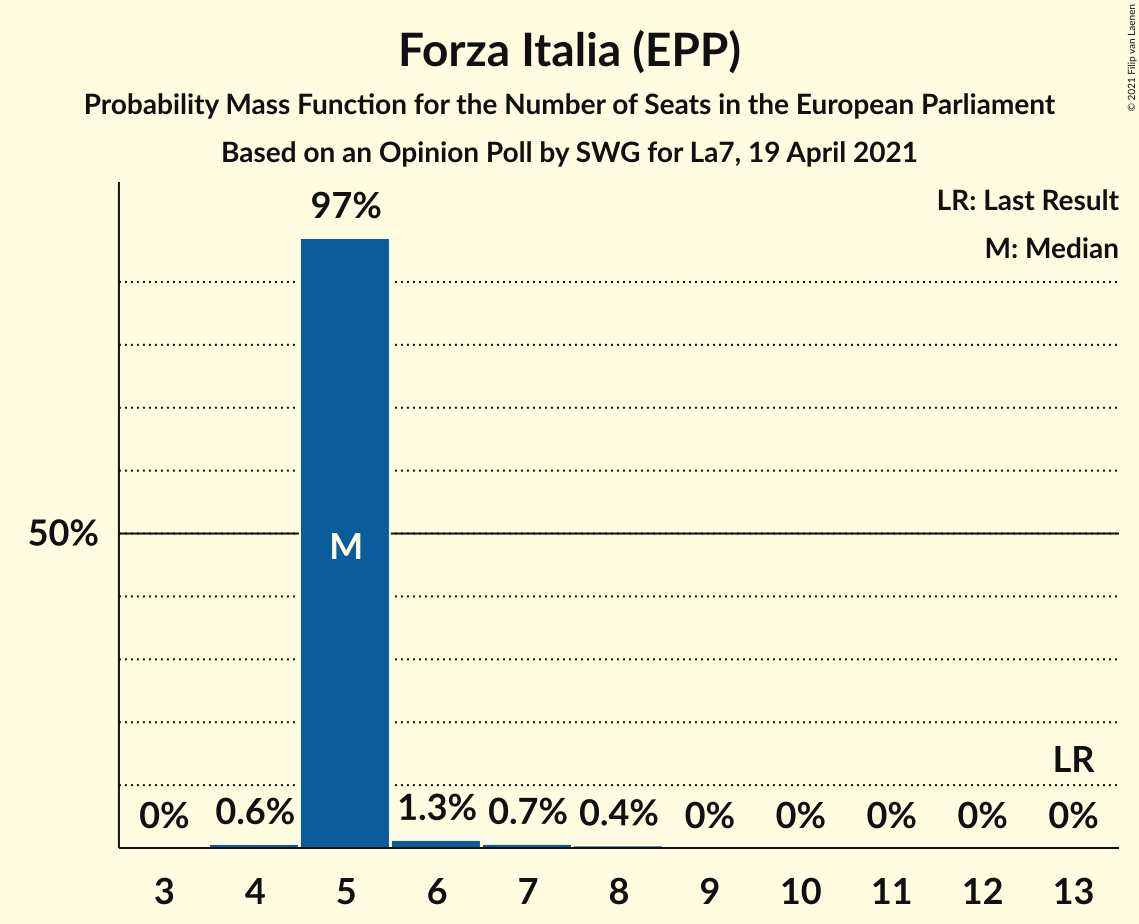 Forza Italia (EPP)
Probability Mass Function for the Number of Seats in the European Parliament
Based on an Opinion Poll by SWG for La7, 19 April 2021
© 2021 Filip van Laenen
LR: Last Result
M: Median
97%
50%
M
LR
0% 0.6% 1.3% 0.7% 0.4% 0% 0% 0% 0% 0%
3 4 5 6 7 8 9 10 11 12 13